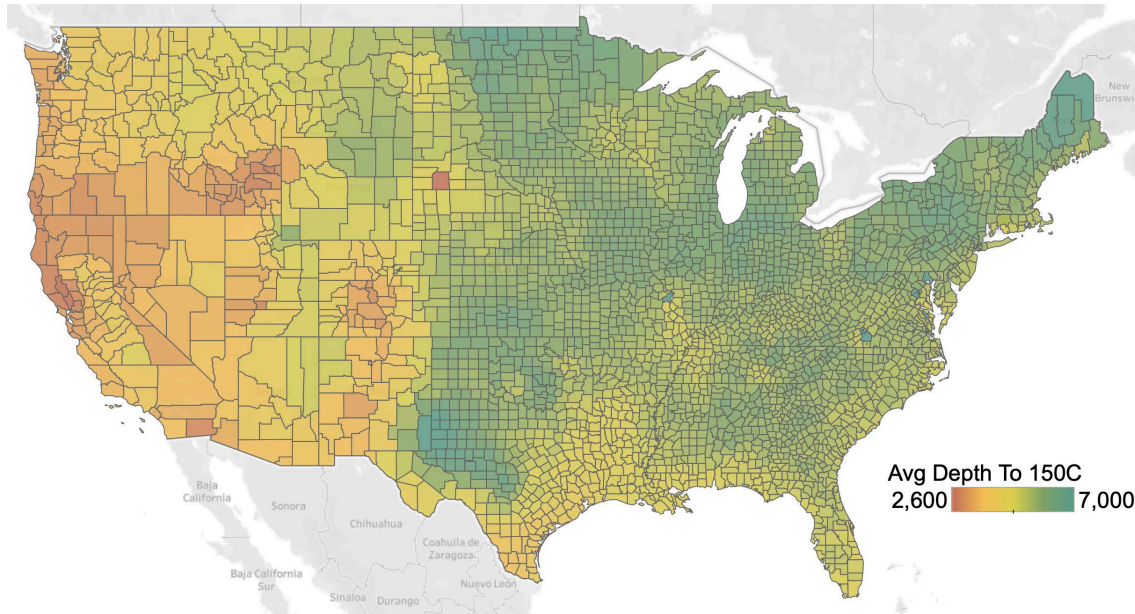 New
Brunswi
Wyoming
Avg Depth To 150C
2,600
7,000
Baja
California
Sonora
Chihuahua
Coahuila de
Zaragoza
Baja California
Sur
Nuevo León
Sinaloa
Durango